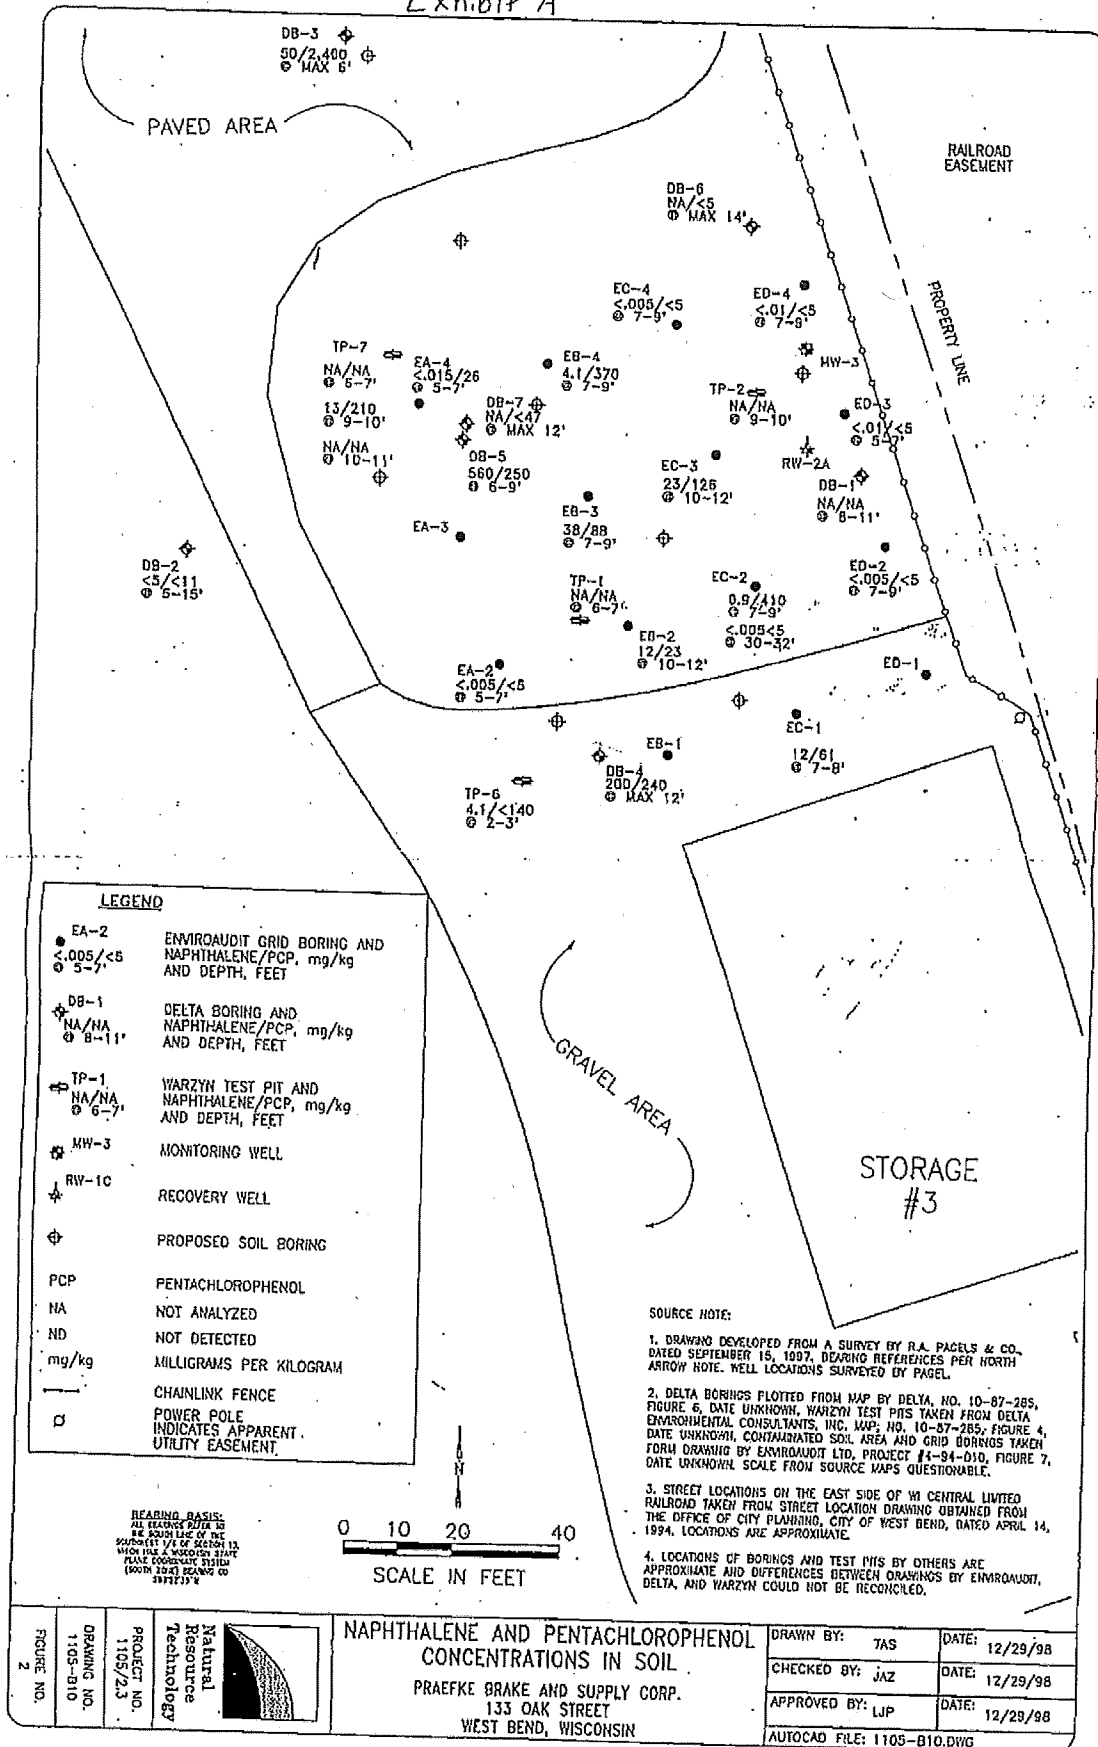 Exhibit A
DB-3
50/2,400
@ MAX 6'
PAVED AREA
RAILROAD
EASEMENT
DB-6
NA/<5
@ MAX 14'
PROPERTY LINE
EC-4
<.005/<5
@ 7-9'
ED-4
<.01/<5
@ 7-9'
MW-3
TP-7
NA/NA
@ 5-7'
13/210
@ 9-10'
NA/NA
@ 10-11'
EA-4
<.015/26
@ 5-7'
EB-4
4.1/370
@ 7-9'
DB-7
NA/<47
@ MAX 12'
DB-5
560/250
@ 6-9'
TP-2
NA/NA
@ 9-10'
ED-3
<.01/<5
@ 5-7'
RW-2A
DB-1
NA/NA
@ 8-11'
EC-3
23/126
@ 10-12'
EB-3
38/88
@ 7-9'
EA-3
DB-2
<5/<11
@ 5-15'
ED-2
<.005/<5
@ 7-9'
TP-1
NA/NA
@ 6-7'
EC-2
0.9/410
@ 7-9'
<.005<5
@ 30-32'
EB-2
12/23
@ 10-12'
EA-2
<.005/<5
@ 5-7'
ED-1
EC-1
12/61
@ 7-8'
EB-1
DB-4
200/240
@ MAX 12'
TP-6
4.1/<140
@ 2-3'
LEGEND
EA-2
<.005/<5
@ 5-7'
ENVIROAUDIT GRID BORING AND
NAPHTHALENE/PCP, mg/kg
AND DEPTH, FEET
DB-1
NA/NA
@ 8-11'
DELTA BORING AND
NAPHTHALENE/PCP, mg/kg
AND DEPTH, FEET
TP-1
NA/NA
@ 6-7'
WARZYN TEST PIT AND
NAPHTHALENE/PCP, mg/kg
AND DEPTH, FEET
MW-3 MONITORING WELL
RW-1C RECOVERY WELL
PROPOSED SOIL BORING
PCP PENTACHLOROPHENOL
NA NOT ANALYZED
ND NOT DETECTED
mg/kg MILLIGRAMS PER KILOGRAM
CHAINLINK FENCE
POWER POLE
INDICATES APPARENT
UTILITY EASEMENT
GRAVEL AREA
STORAGE
#3
SOURCE NOTE:
1. DRAWING DEVELOPED FROM A SURVEY BY R.A. PAGELS & CO.,
DATED SEPTEMBER 15, 1997, BEARING REFERENCES PER NORTH
ARROW NOTE. WELL LOCATIONS SURVEYED BY PAGEL.
2. DELTA BORINGS PLOTTED FROM MAP BY DELTA, NO. 10-87-285,
FIGURE 6, DATE UNKNOWN, WARZYN TEST PITS TAKEN FROM DELTA
ENVIRONMENTAL CONSULTANTS, INC. MAP, NO. 10-87-285, FIGURE 4,
DATE UNKNOWN, CONTAMINATED SOIL AREA AND GRID BORINGS TAKEN
FORM DRAWING BY ENVIROAUDIT LTD, PROJECT #4-94-050, FIGURE 7,
DATE UNKNOWN. SCALE FROM SOURCE MAPS QUESTIONABLE.
3. STREET LOCATIONS ON THE EAST SIDE OF WI CENTRAL LIMITED
RAILROAD TAKEN FROM STREET LOCATION DRAWING OBTAINED FROM
THE OFFICE OF CITY PLANNING, CITY OF WEST BEND, DATED APRIL 14,
1994. LOCATIONS ARE APPROXIMATE.
4. LOCATIONS OF BORINGS AND TEST PITS BY OTHERS ARE
APPROXIMATE AND DIFFERENCES BETWEEN DRAWINGS BY ENVIROAUDIT,
DELTA, AND WARZYN COULD NOT BE RECONCILED.
N
BEARING BASIS:
0 10 20 40
SCALE IN FEET
FIGURE NO.
2
DRAWING NO.
1105-B10
PROJECT NO.
1105/2.3
Natural
Resource
Technology
NAPHTHALENE AND PENTACHLOROPHENOL
CONCENTRATIONS IN SOIL
PRAEFKE BRAKE AND SUPPLY CORP.
133 OAK STREET
WEST BEND, WISCONSIN
DRAWN BY: TAS DATE: 12/29/98
CHECKED BY: JAZ DATE: 12/29/98
APPROVED BY: LJP DATE: 12/29/98
AUTOCAD FILE: 1105-B10.DWG